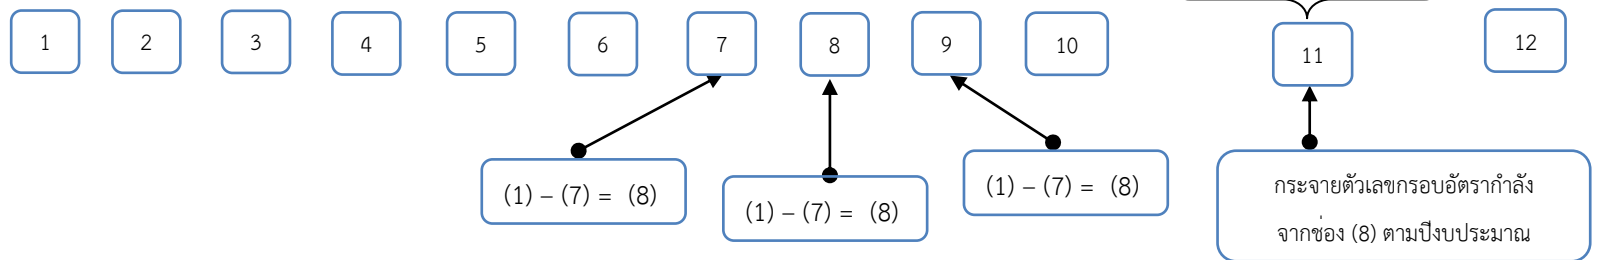 1 2 3 4 5 6 7 8 9 10 11 12
(1) – (7) = (8)
(1) – (7) = (8)
(1) – (7) = (8)
กระจายตัวเลขกรอบอัตรากำลัง
จากช่อง (8) ตามปีงบประมาณ